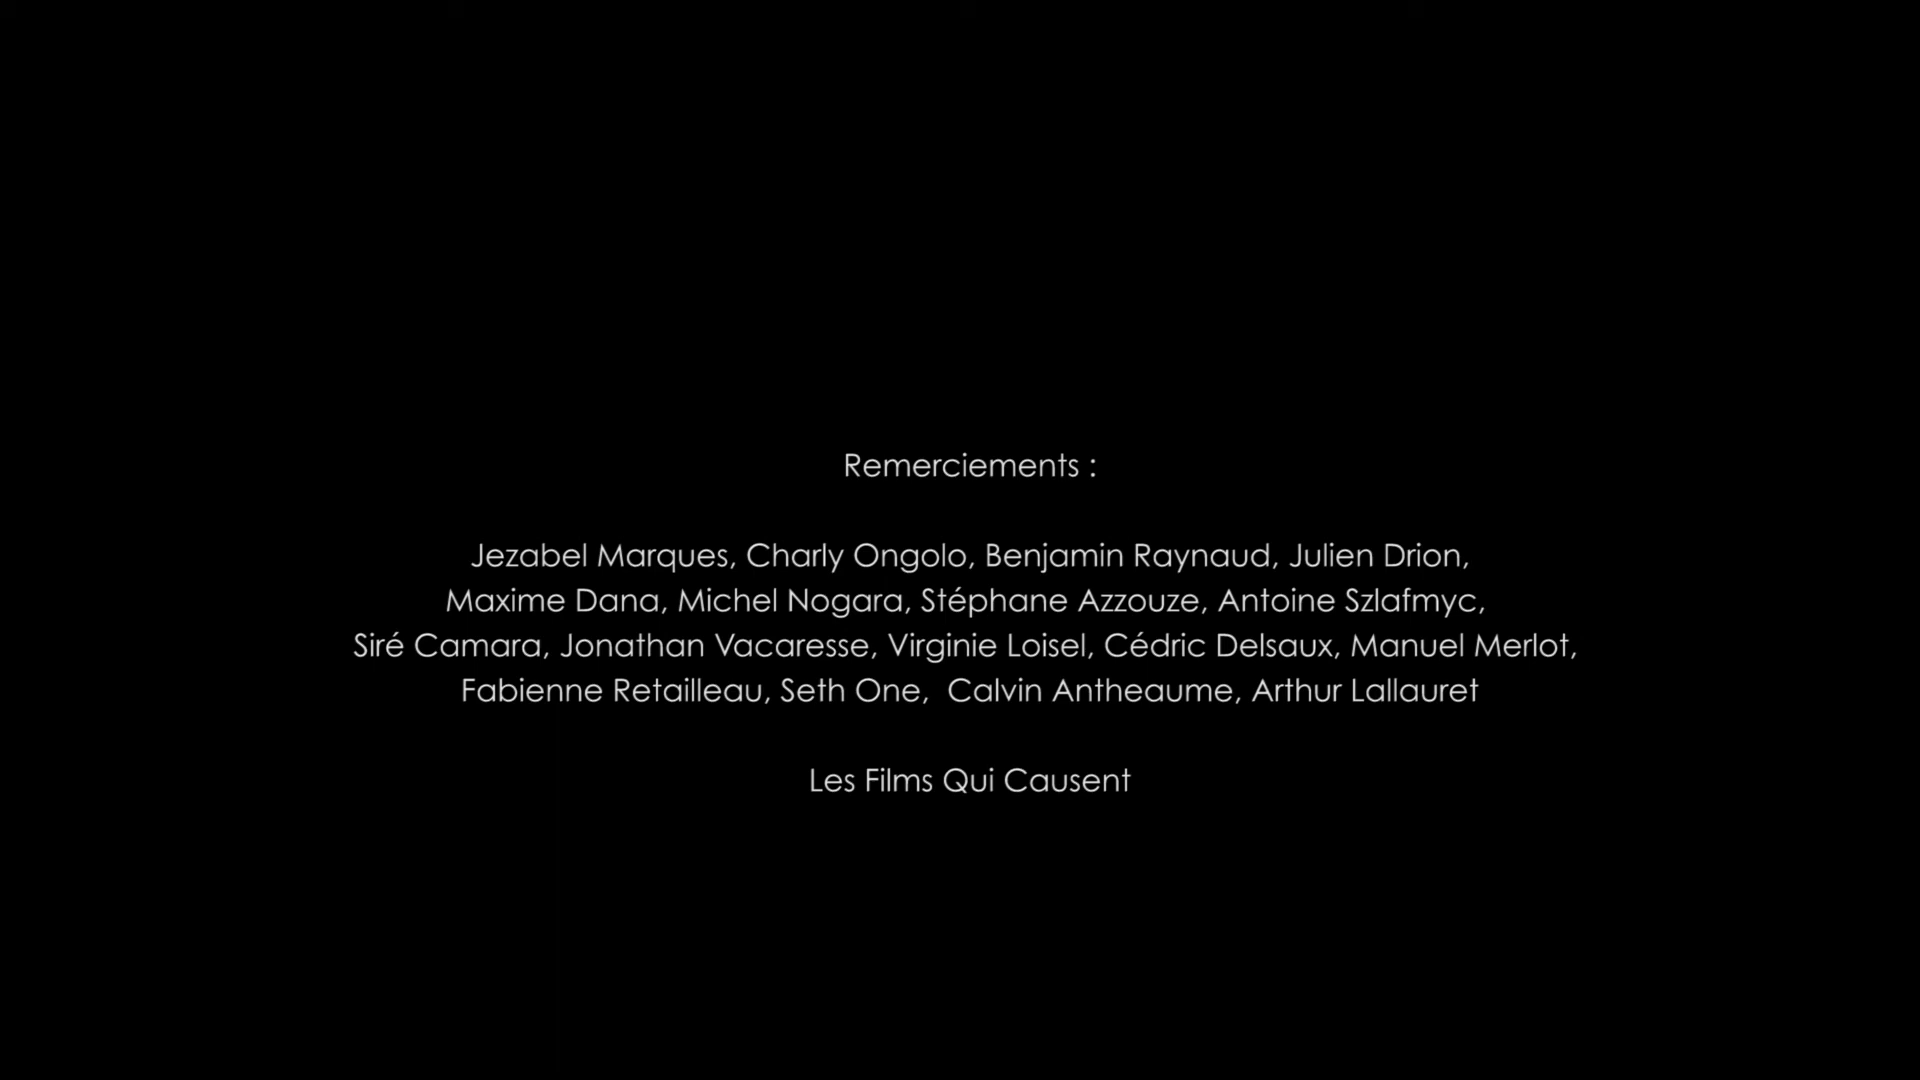 Remerciements :
Jezabel Marques, Charly Ongolo, Benjamin Raynaud, Julien Drion,
Maxime Dana, Michel Nogara, Stéphane Azzouze, Antoine Szlafmyc,
Siré Camara, Jonathan Vacaresse, Virginie Loisel, Cédric Delsaux, Manuel Merlot,
Fabienne Retailleau, Seth One,  Calvin Antheaume, Arthur Lallauret
Les Films Qui Causent